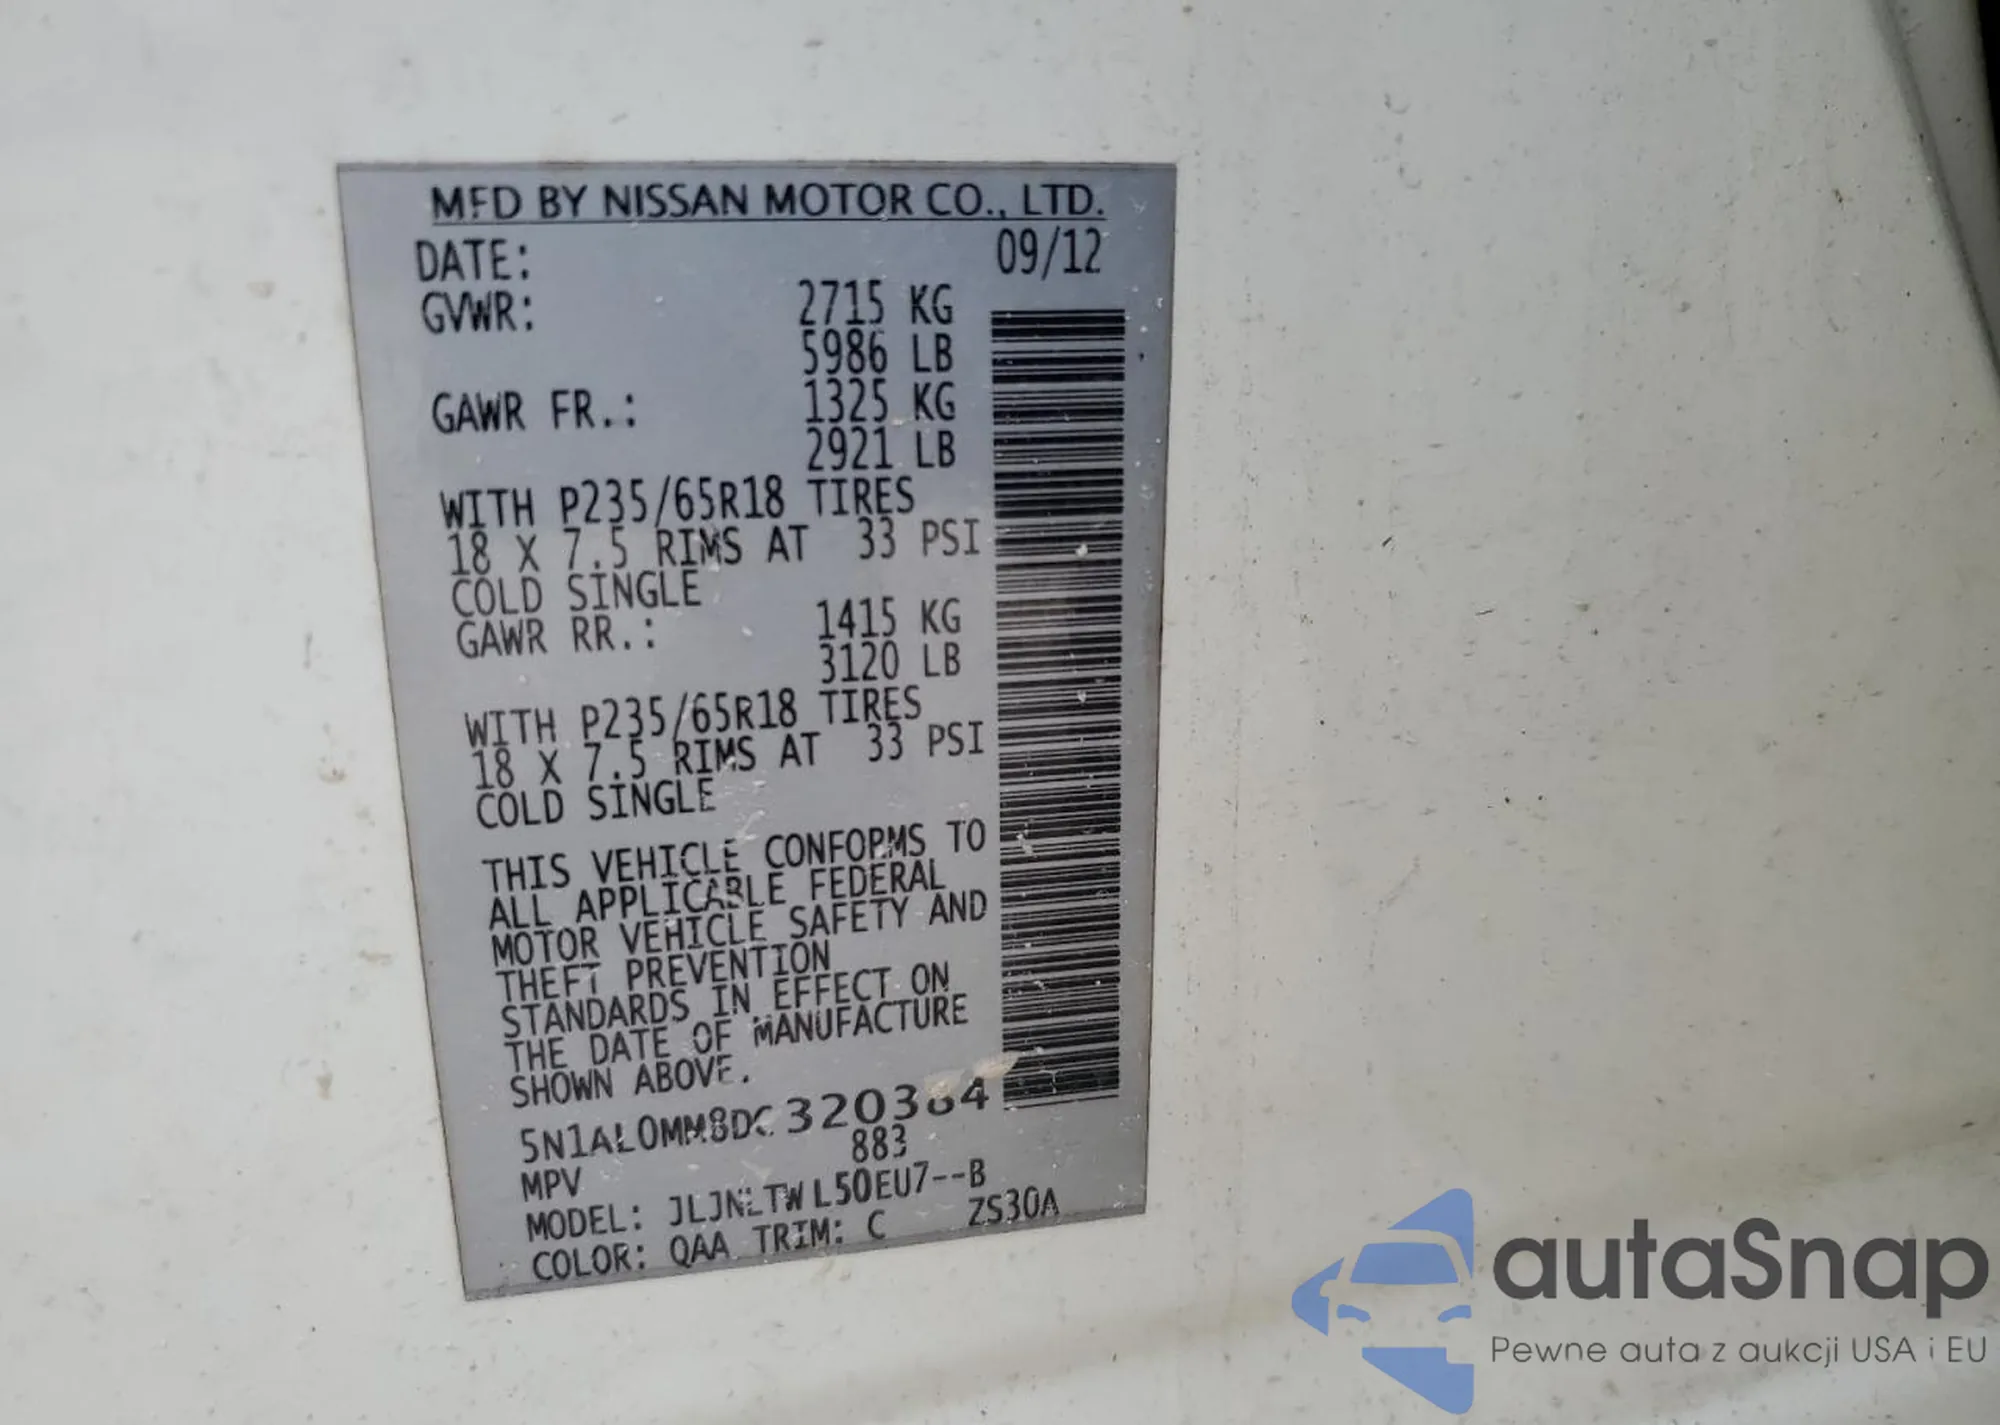 MFD BY NISSAN MOTOR CO., LTD.
DATE: 09/12
GVWR: 2715 KG
5986 LB
GAWR FR.: 1325 KG
2921 LB
WITH P235/65R18 TIRES
18 X 7.5 RIMS AT 33 PSI
COLD SINGLE
GAWR RR.: 1415 KG
3120 LB
WITH P235/65R18 TIRES
18 X 7.5 RIMS AT 33 PSI
COLD SINGLE
THIS VEHICLE CONFORMS TO
ALL APPLICABLE FEDERAL
MOTOR VEHICLE SAFETY AND
THEFT PREVENTION
STANDARDS IN EFFECT ON
THE DATE OF MANUFACTURE
SHOWN ABOVE.
883
MPV
MODEL: JLJNLTWL50EU7--B
COLOR: QAA TRIM: C ZS30A
autaSnap
Pewne auta z aukcji USA i EU